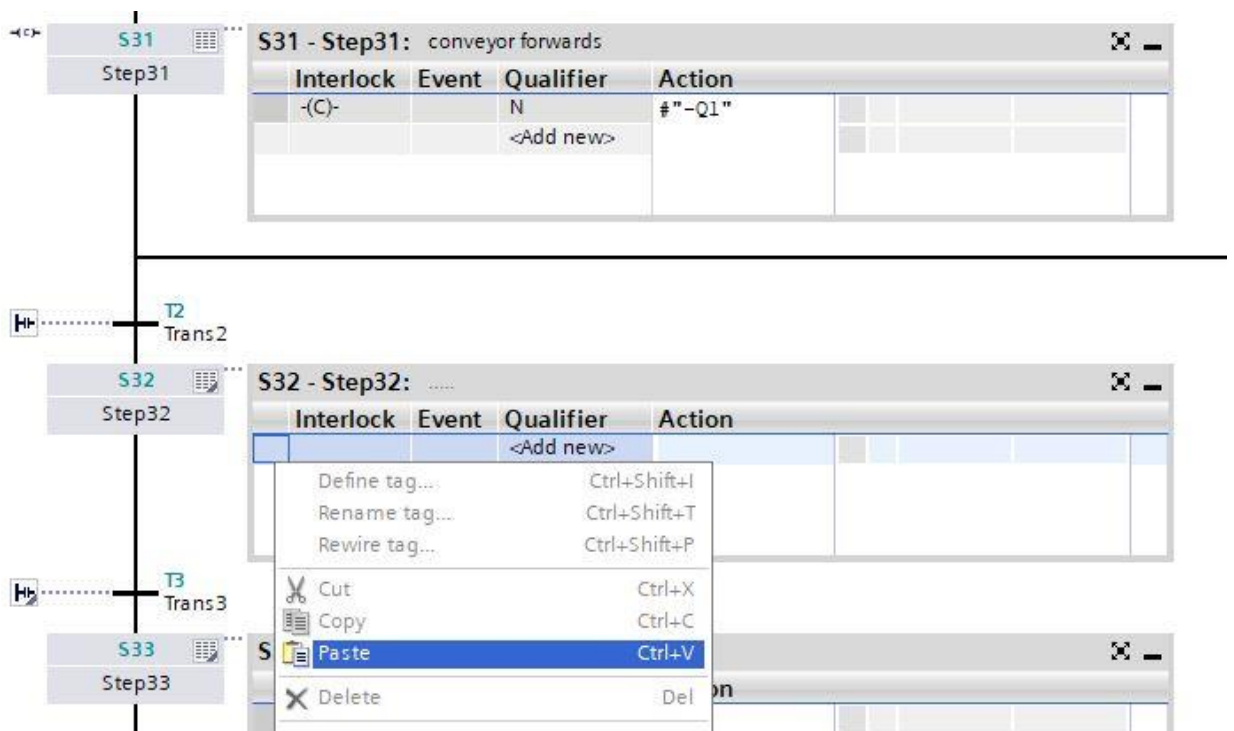 -(C)-
S31
S31 - Step31: conveyor forwards
Step31
Interlock Event Qualifier Action
-(C)- N #"-Q1"
<Add new>
T2
Trans2
S32
S32 - Step32: .....
Step32
Interlock Event Qualifier Action
<Add new>
Define tag... Ctrl+Shift+I
Rename tag... Ctrl+Shift+T
Rewire tag... Ctrl+Shift+P
T3
Trans3
Cut Ctrl+X
Copy Ctrl+C
S33
S
Paste Ctrl+V
Step33
Delete Del
on